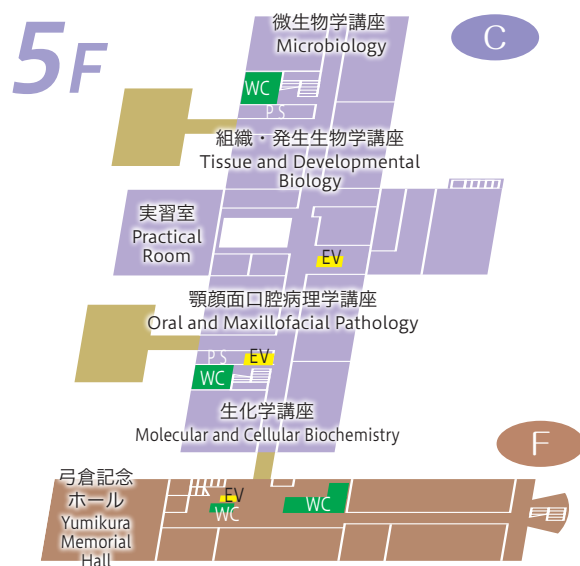 5F
C
微生物学講座
Microbiology
WC
P S
組織・発生生物学講座
Tissue and Developmental
Biology
実習室
Practical
Room
EV
顎顔面口腔病理学講座
Oral and Maxillofacial Pathology
P S
EV
WC
生化学講座
Molecular and Cellular Biochemistry
F
弓倉記念
ホール
Yumikura
Memorial
Hall
EV
WC
WC